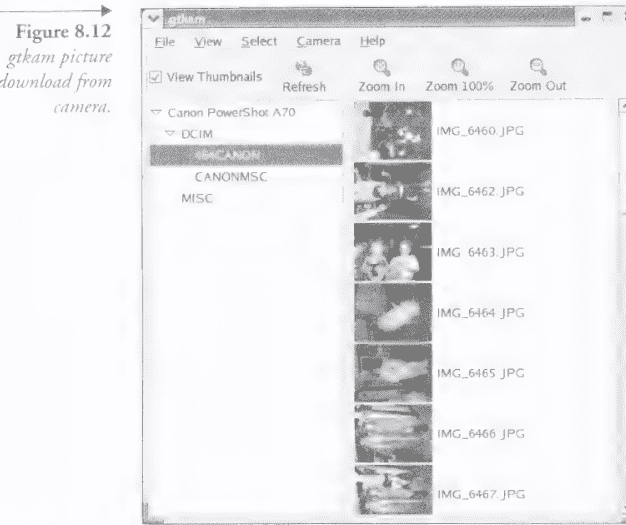 Figure 8.12
gtkam picture
download from
camera.
gtkam
File View Select Camera Help
View Thumbnails
Refresh
Zoom In
Zoom 100%
Zoom Out
Canon PowerShot A70
DCIM
CANONMSC
MISC
IMG_6460.JPG
IMG_6462.JPG
IMG_6463.JPG
IMG_6464.JPG
IMG_6465.JPG
IMG_6466.JPG
IMG_6467.JPG